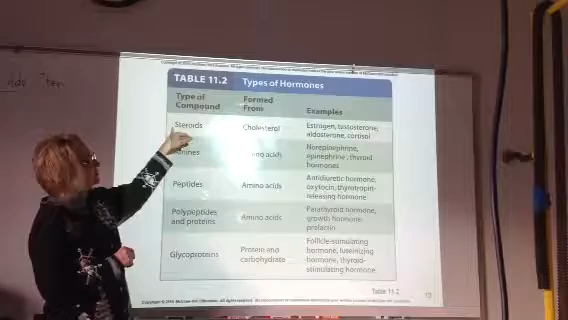 TABLE 11.2 Types of Hormones
Type of Compound Formed From Examples
Steroids Cholesterol Estrogen, testosterone,
aldosterone, cortisol
Amines Amino acids Norepinephrine,
epinephrine, thyroid
hormones
Peptides Amino acids Antidiuretic hormone,
oxytocin, thyrotropin-
releasing hormone
Polypeptides and proteins Amino acids Parathyroid hormone,
growth hormone,
prolactin
Glycoproteins Protein and carbohydrate Follicle-stimulating
hormone, luteinizing
hormone, thyroid-
stimulating hormone
Table 11.2
13